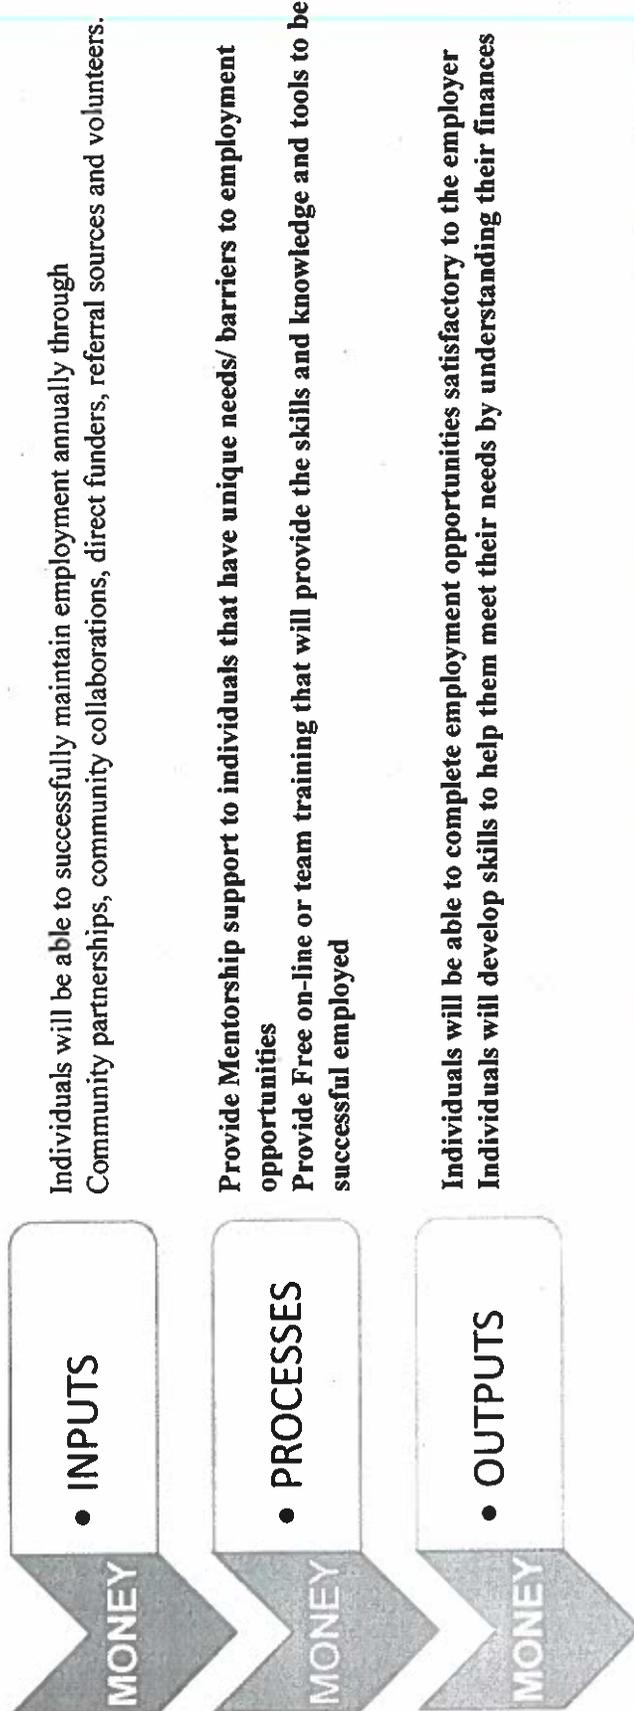 MONEY
• INPUTS
Individuals will be able to successfully maintain employment annually through
Community partnerships, community collaborations, direct funders, referral sources and volunteers.
MONEY
• PROCESSES
Provide Mentorship support to individuals that have unique needs/ barriers to employment
opportunities
Provide Free on-line or team training that will provide the skills and knowledge and tools to be
successful employed
MONEY
• OUTPUTS
Individuals will be able to complete employment opportunities satisfactory to the employer
Individuals will develop skills to help them meet their needs by understanding their finances